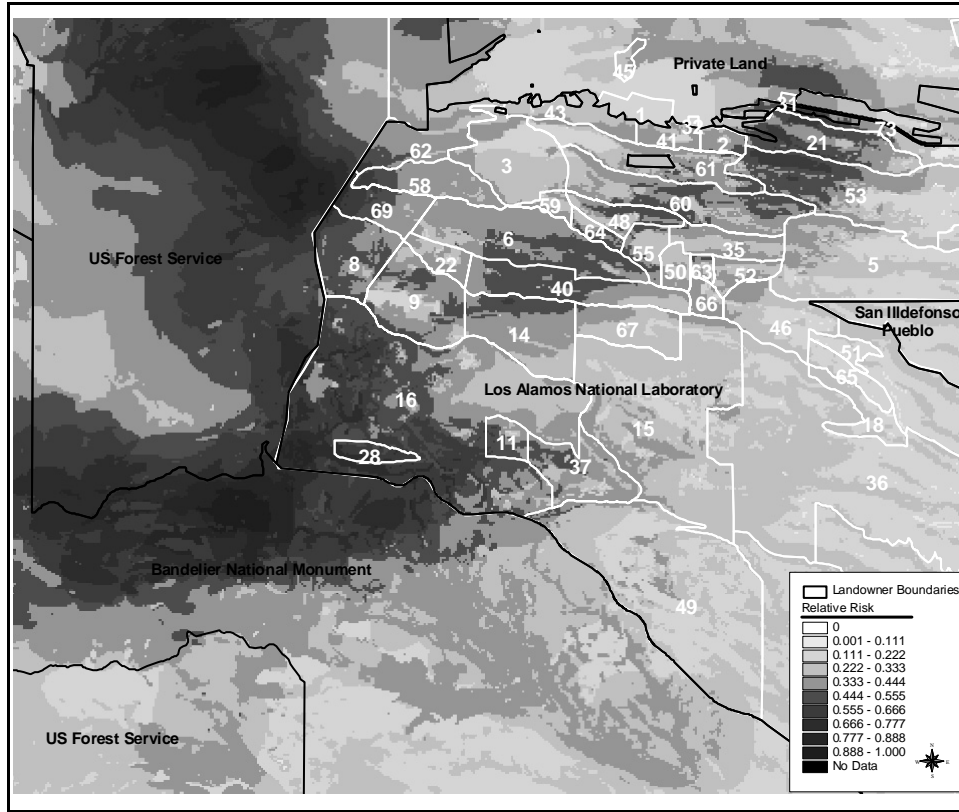 45
Private Land
31
43
1
32
73
41
2
21
62
3
61
58
53
59
60
69
48
64
6
35
55
US Forest Service
8
22
50
63
52
5
40
9
66
San Illdefonso
Pueblo
46
14
67
51
65
Los Alamos National Laboratory
16
15
18
11
28
37
36
Bandelier National Monument
49
US Forest Service
Landowner Boundaries
Relative Risk
0
0.001 - 0.111
0.111 - 0.222
0.222 - 0.333
0.333 - 0.444
0.444 - 0.555
0.555 - 0.666
0.666 - 0.777
0.777 - 0.888
0.888 - 1.000
No Data
N
W E
S